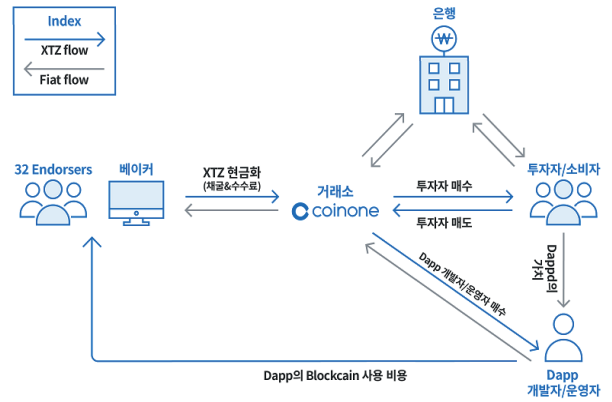 Index
XTZ flow
Fiat flow
은행
32 Endorsers
베이커
XTZ 현금화
(채굴&수수료)
거래소
coinone
투자자 매수
투자자 매도
투자자/소비자
Dappd의
가치
Dapp 개발자/운영자 매수
Dapp
개발자/운영자
Dapp의 Blockcain 사용 비용